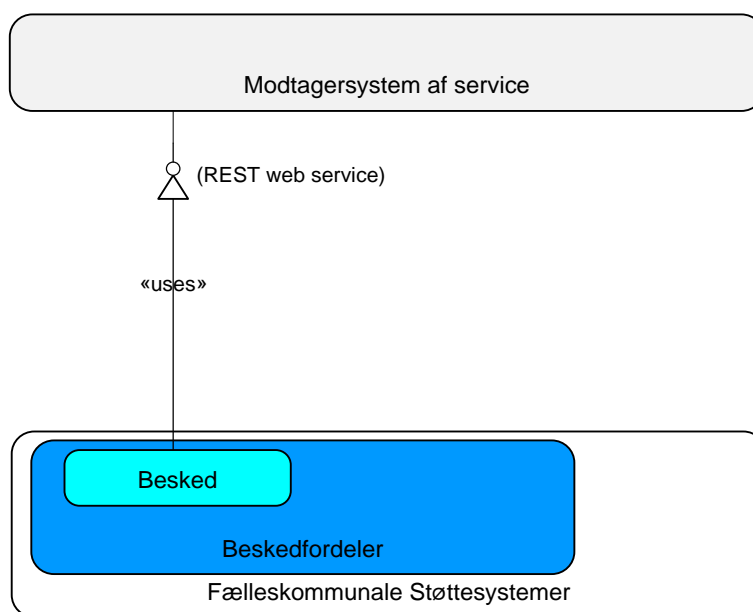 Modtagersystem af service
(REST web service)
«uses»
Besked
Beskedfordeler
Fælleskommunale Støttesystemer